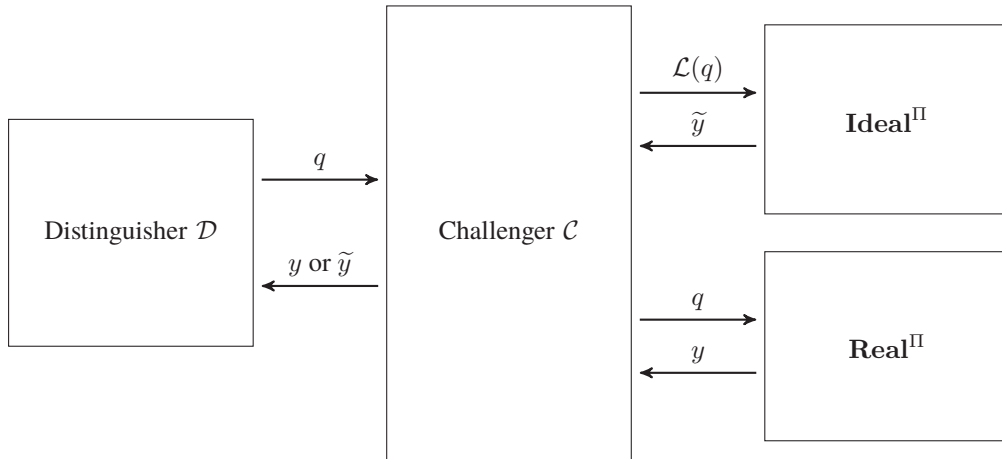 Distinguisher 𝒟
q
y or ỹ
Challenger 𝒞
ℒ(q)
ỹ
Ideal^Π
q
y
Real^Π